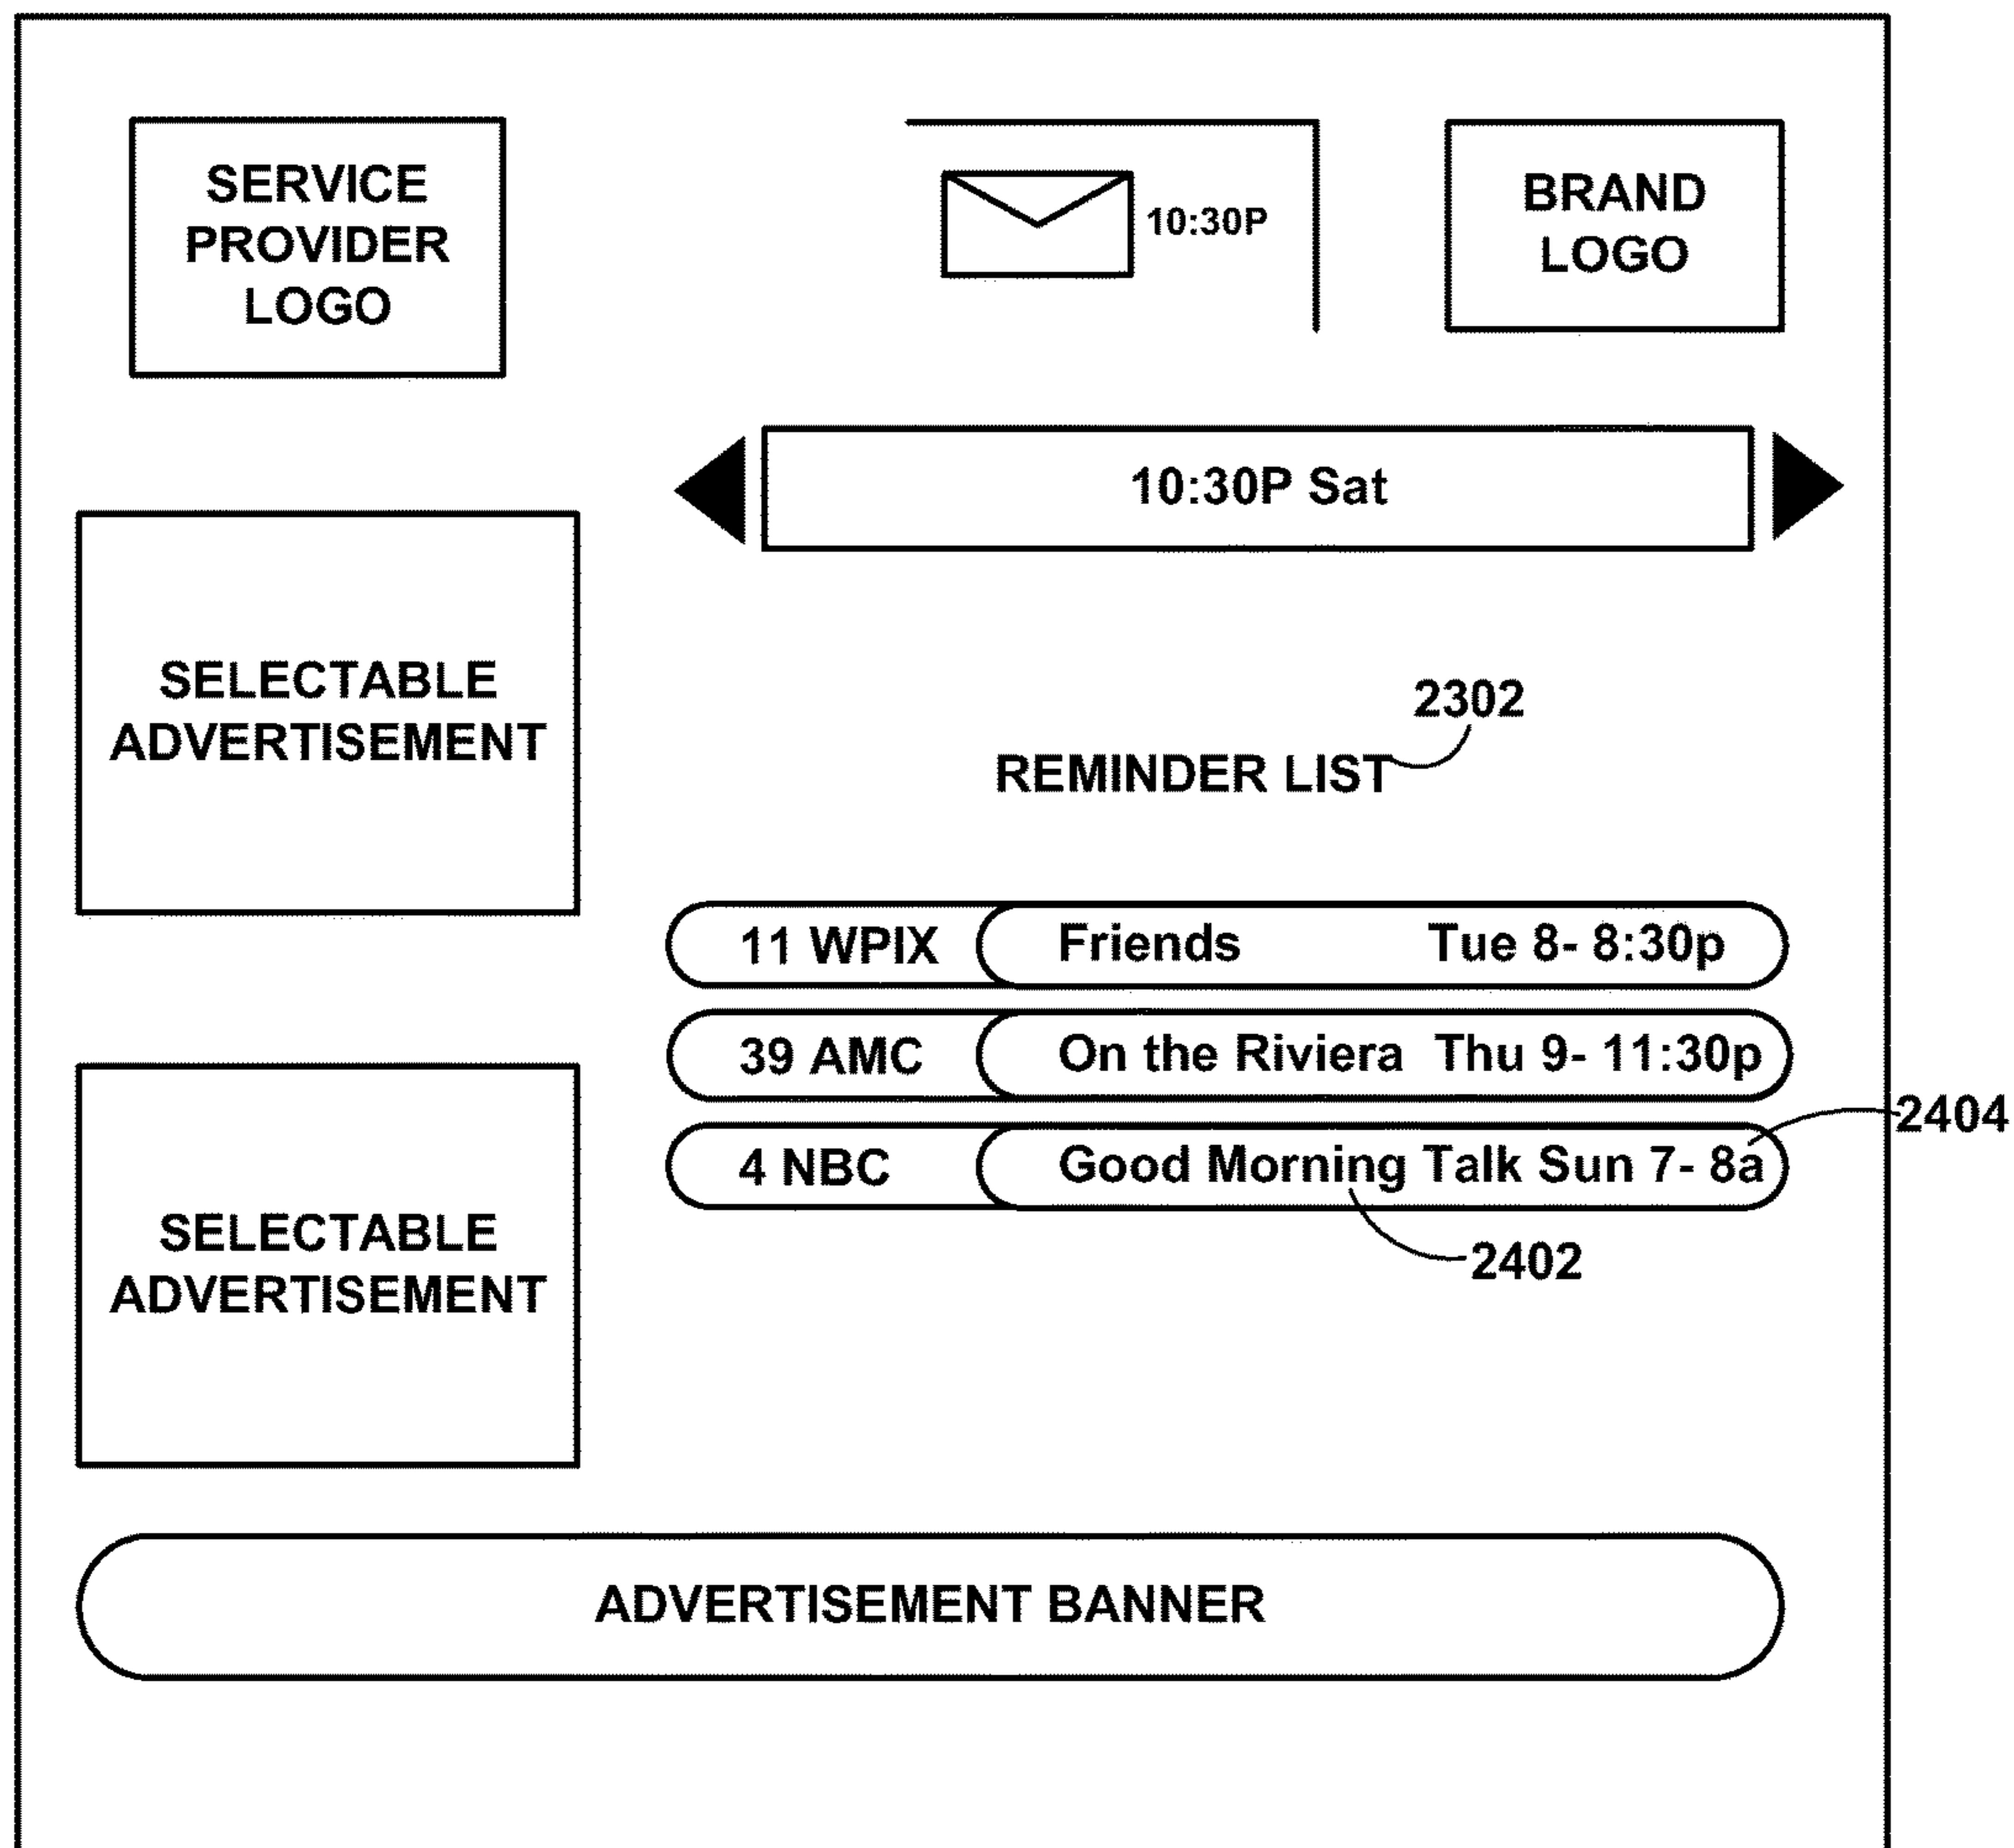 SERVICE
PROVIDER
LOGO
10:30P
BRAND
LOGO
10:30P Sat
SELECTABLE
ADVERTISEMENT
2302
REMINDER LIST
11 WPIX Friends Tue 8- 8:30p
39 AMC On the Riviera Thu 9- 11:30p
2404
4 NBC Good Morning Talk Sun 7- 8a
2402
SELECTABLE
ADVERTISEMENT
ADVERTISEMENT BANNER